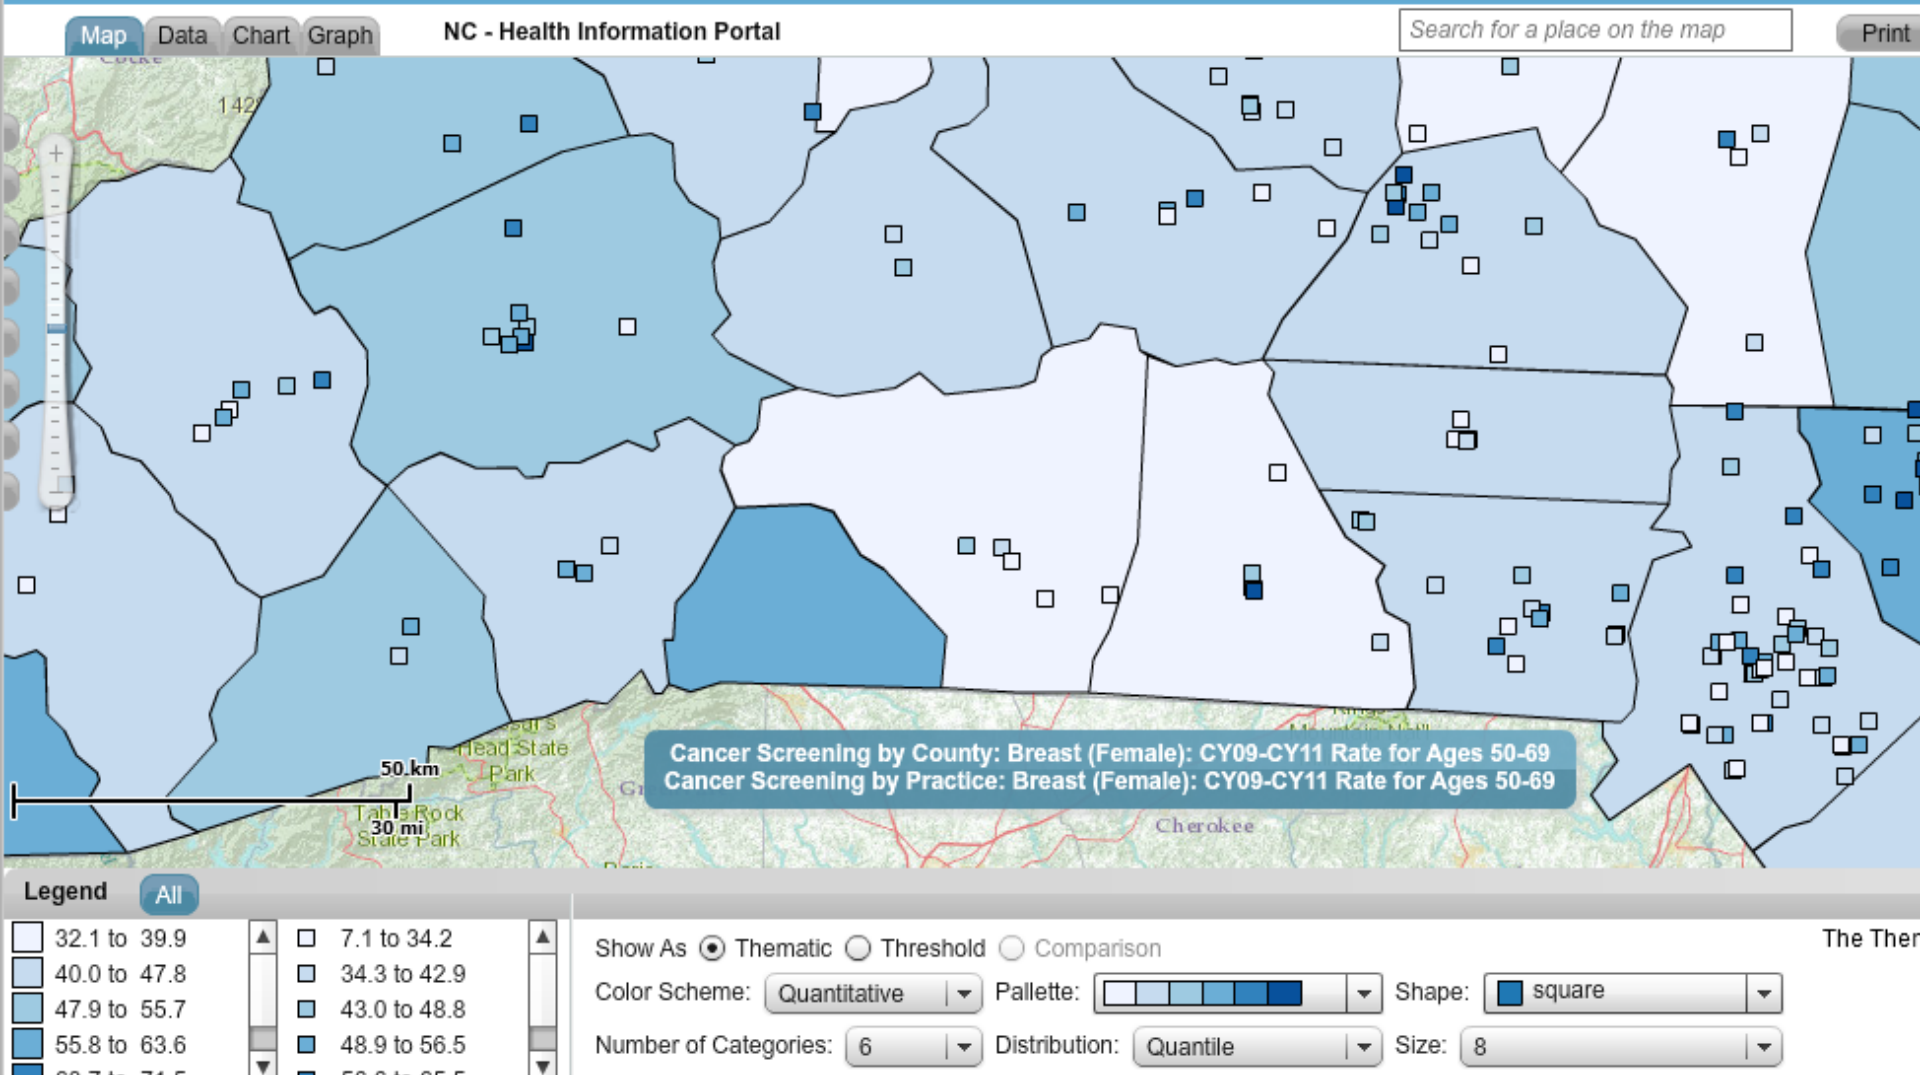 Map Data Chart Graph NC - Health Information Portal Search for a place on the map Print
Cocke
142
50 km
30 mi
Head State
Park
Table Rock
State Park
Cancer Screening by County: Breast (Female): CY09-CY11 Rate for Ages 50-69
Cancer Screening by Practice: Breast (Female): CY09-CY11 Rate for Ages 50-69
Cherokee
Legend All
32.1 to 39.9
40.0 to 47.8
47.9 to 55.7
55.8 to 63.6
7.1 to 34.2
34.3 to 42.9
43.0 to 48.8
48.9 to 56.5
Show As Thematic Threshold Comparison
The Ther
Color Scheme: Quantitative Pallette: Shape: square
Number of Categories: 6 Distribution: Quantile Size: 8